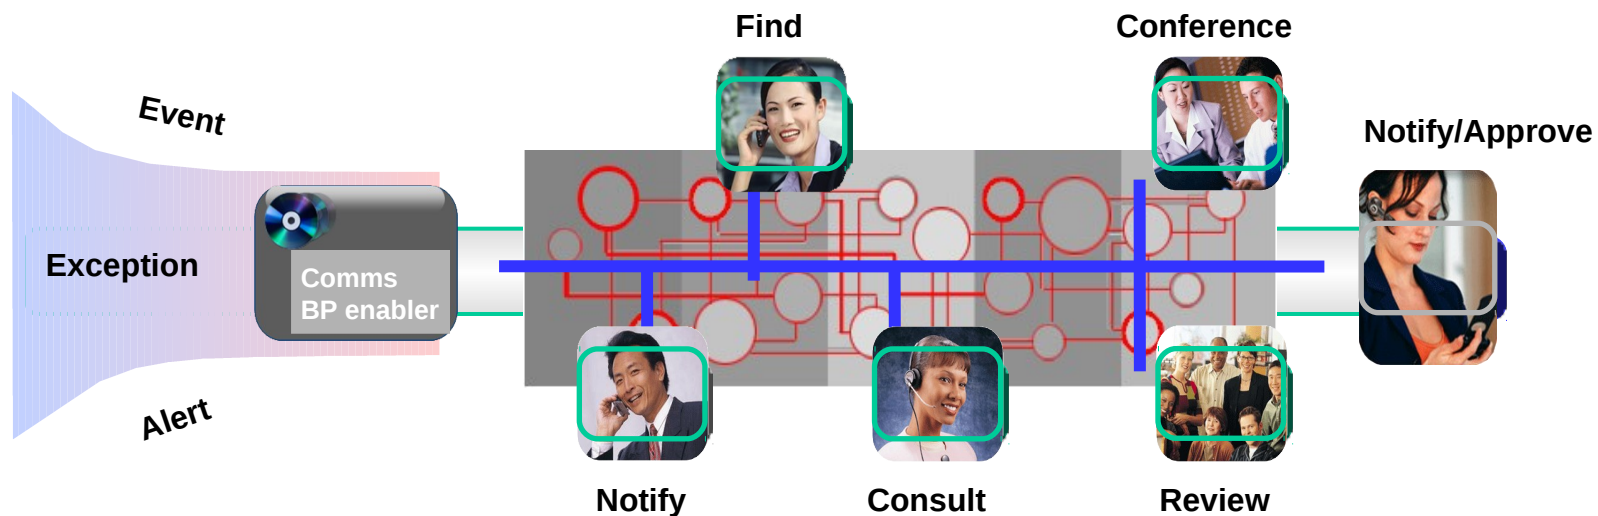 Find
Conference
Event
Notify/Approve
Exception
Comms
BP enabler
Alert
Notify
Consult
Review